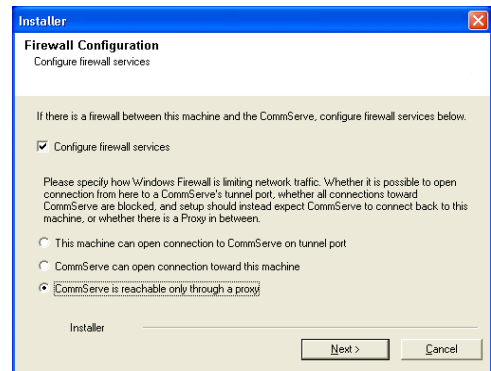 Installer
Firewall Configuration
Configure firewall services
If there is a firewall between this machine and the CommServe, configure firewall services below.
Configure firewall services
Please specify how Windows Firewall is limiting network traffic. Whether it is possible to open
connection from here to a CommServe's tunnel port, whether all connections toward
CommServe are blocked, and setup should instead expect CommServe to connect back to this
machine, or whether there is a Proxy in between.
This machine can open connection to CommServe on tunnel port
CommServe can open connection toward this machine
CommServe is reachable only through a proxy
Installer
Next >
Cancel